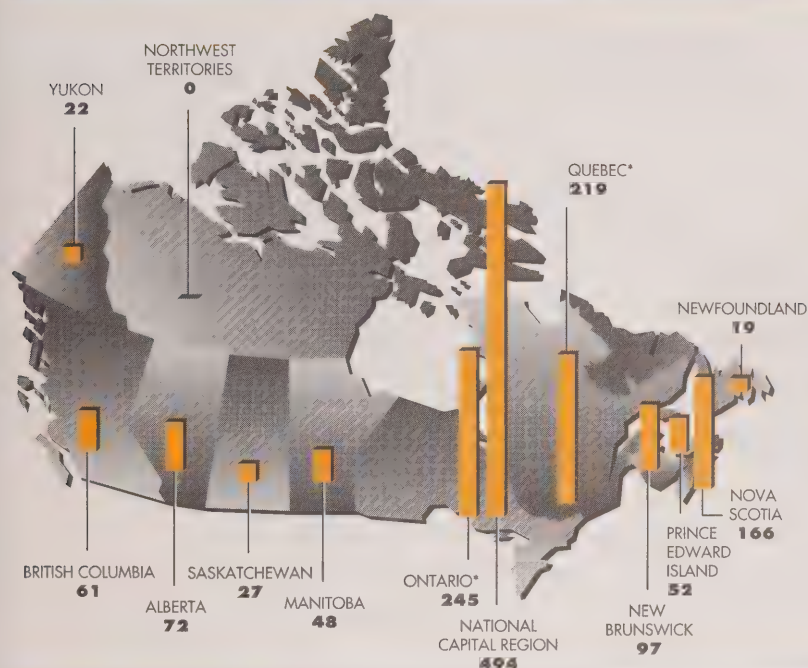 NORTHWEST
TERRITORIES
0
YUKON
22
QUEBEC*
219
NEWFOUNDLAND
19
NOVA
SCOTIA
166
PRINCE
EDWARD
ISLAND
52
BRITISH COLUMBIA
61
ALBERTA
72
SASKATCHEWAN
27
MANITOBA
48
ONTARIO*
245
NATIONAL
CAPITAL REGION
494
NEW
BRUNSWICK
97